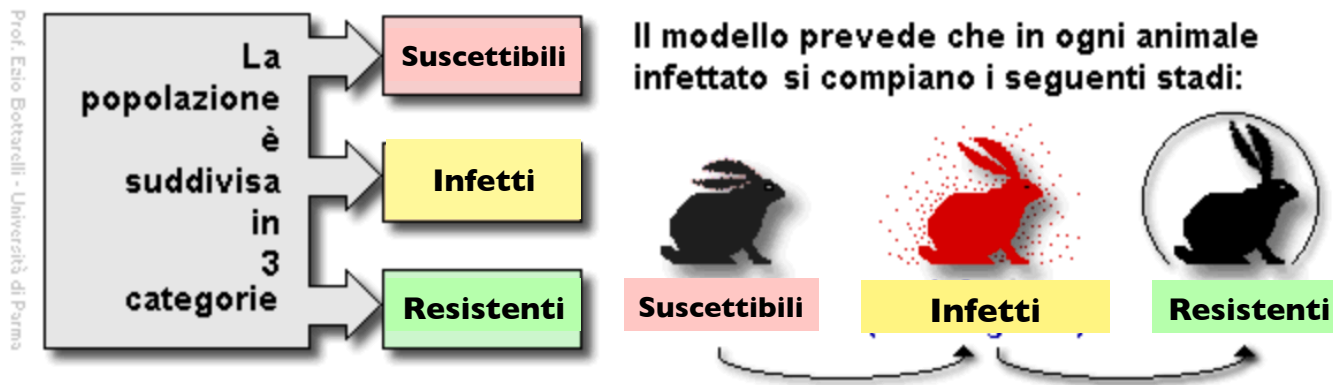 Prof. Ezio Bottarelli - Università di Parma
La
popolazione
è
suddivisa
in
3
categorie
Suscettibili
Infetti
Resistenti
Il modello prevede che in ogni animale
infettato si compiano i seguenti stadi:
Suscettibili
Infetti
Resistenti